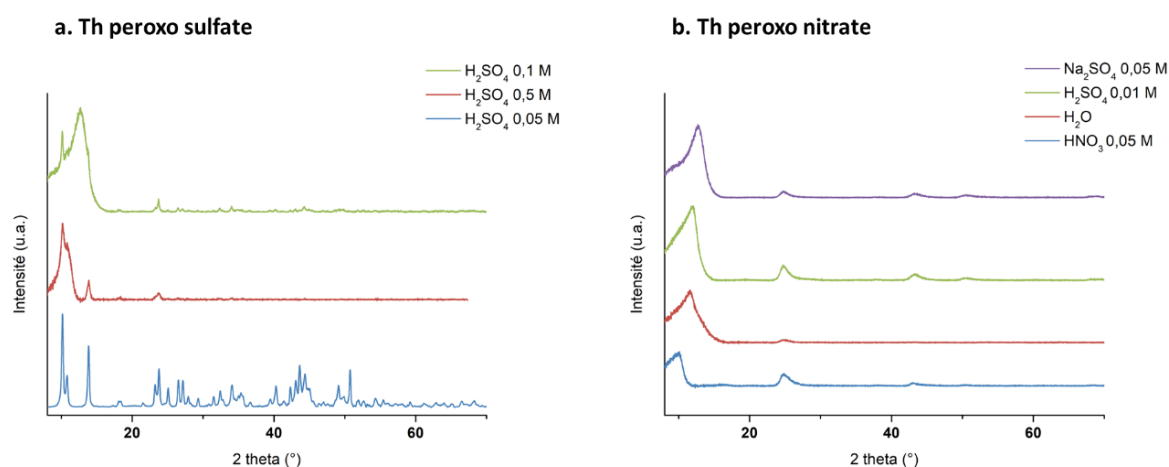 a. Th peroxo sulfate
H₂SO₄ 0,1 M
H₂SO₄ 0,5 M
H₂SO₄ 0,05 M
Intensité (u.a.)
20
40
60
2 theta (°)
b. Th peroxo nitrate
Na₂SO₄ 0,05 M
H₂SO₄ 0,01 M
H₂O
HNO₃ 0,05 M
Intensité (u.a.)
20
40
60
2 theta (°)